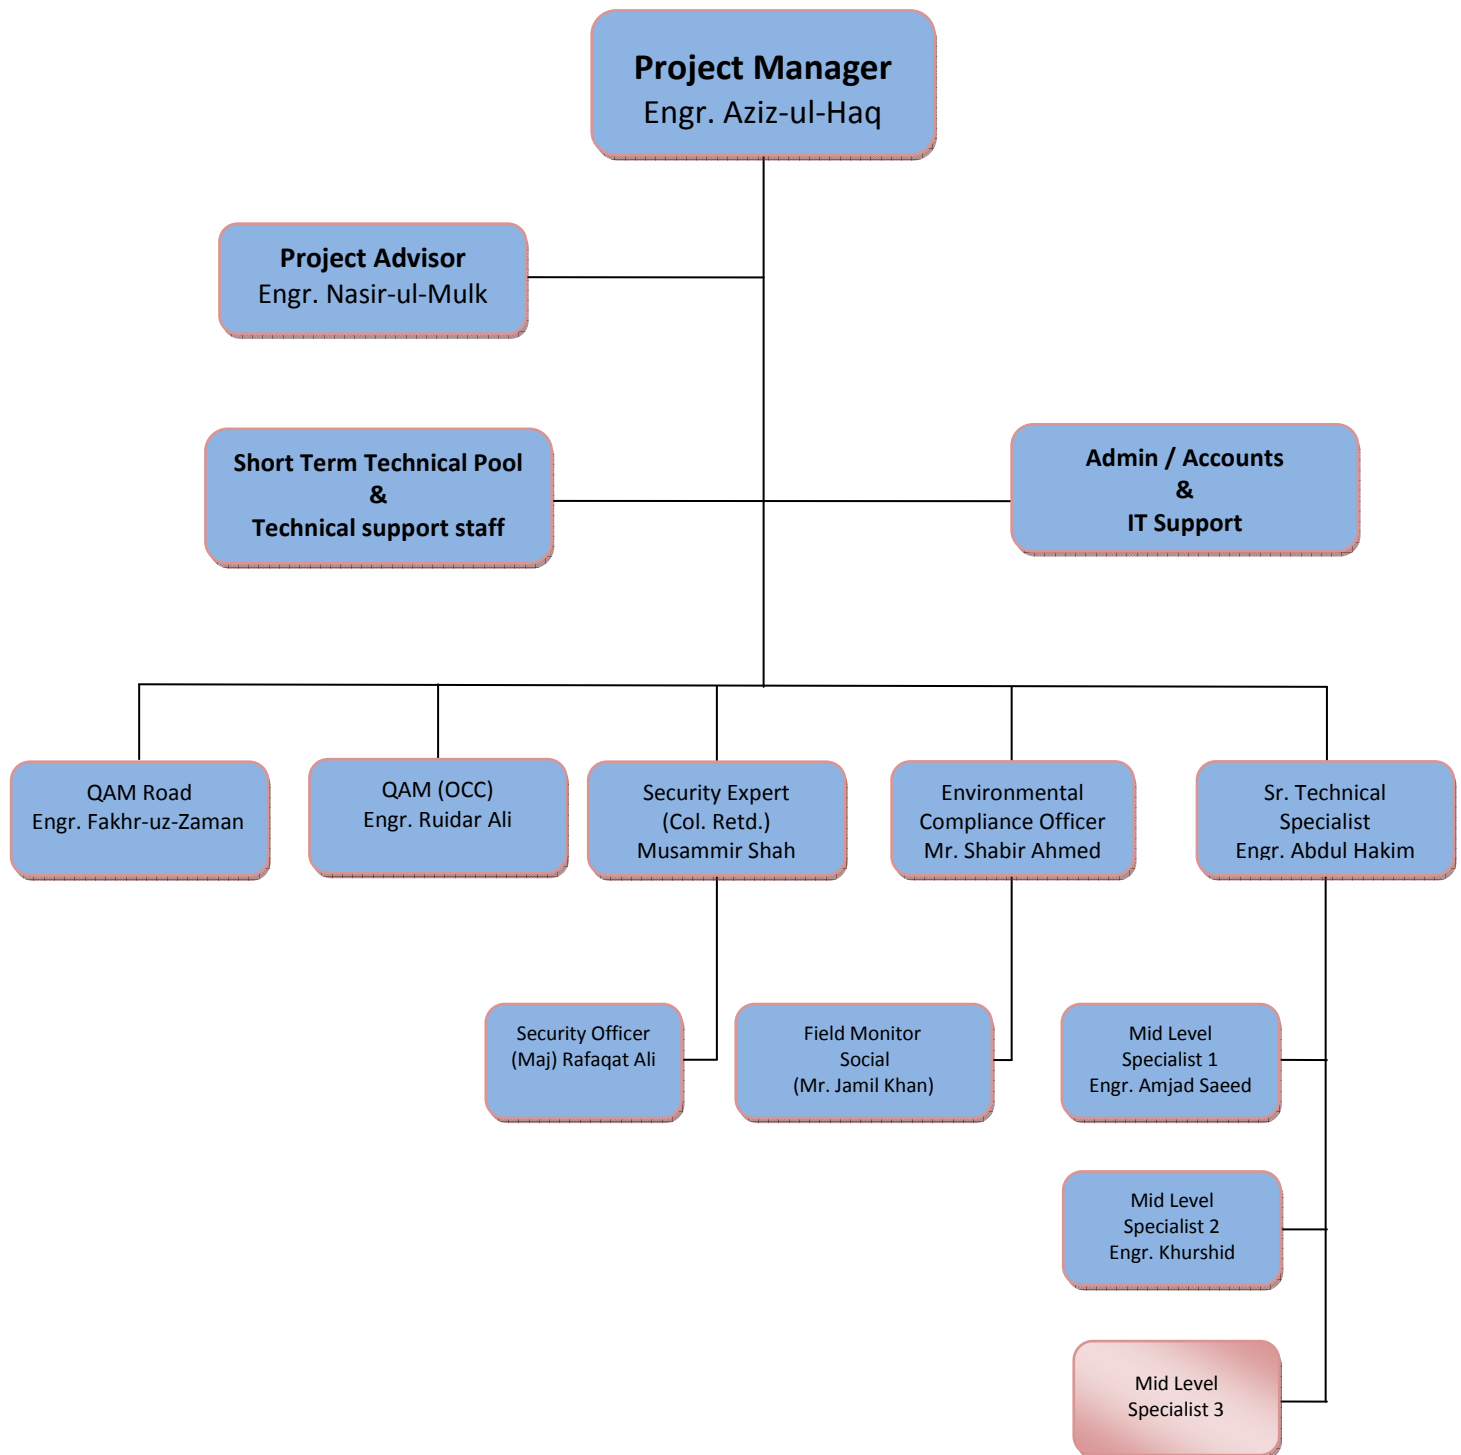 Project Manager
Engr. Aziz-ul-Haq
Project Advisor
Engr. Nasir-ul-Mulk
Short Term Technical Pool
&
Technical support staff
Admin / Accounts
&
IT Support
QAM Road
Engr. Fakhr-uz-Zaman
QAM (OCC)
Engr. Ruidar Ali
Security Expert
(Col. Retd.)
Musammir Shah
Environmental
Compliance Officer
Mr. Shabir Ahmed
Sr. Technical
Specialist
Engr. Abdul Hakim
Security Officer
(Maj) Rafaqat Ali
Field Monitor
Social
(Mr. Jamil Khan)
Mid Level
Specialist 1
Engr. Amjad Saeed
Mid Level
Specialist 2
Engr. Khurshid
Mid Level
Specialist 3